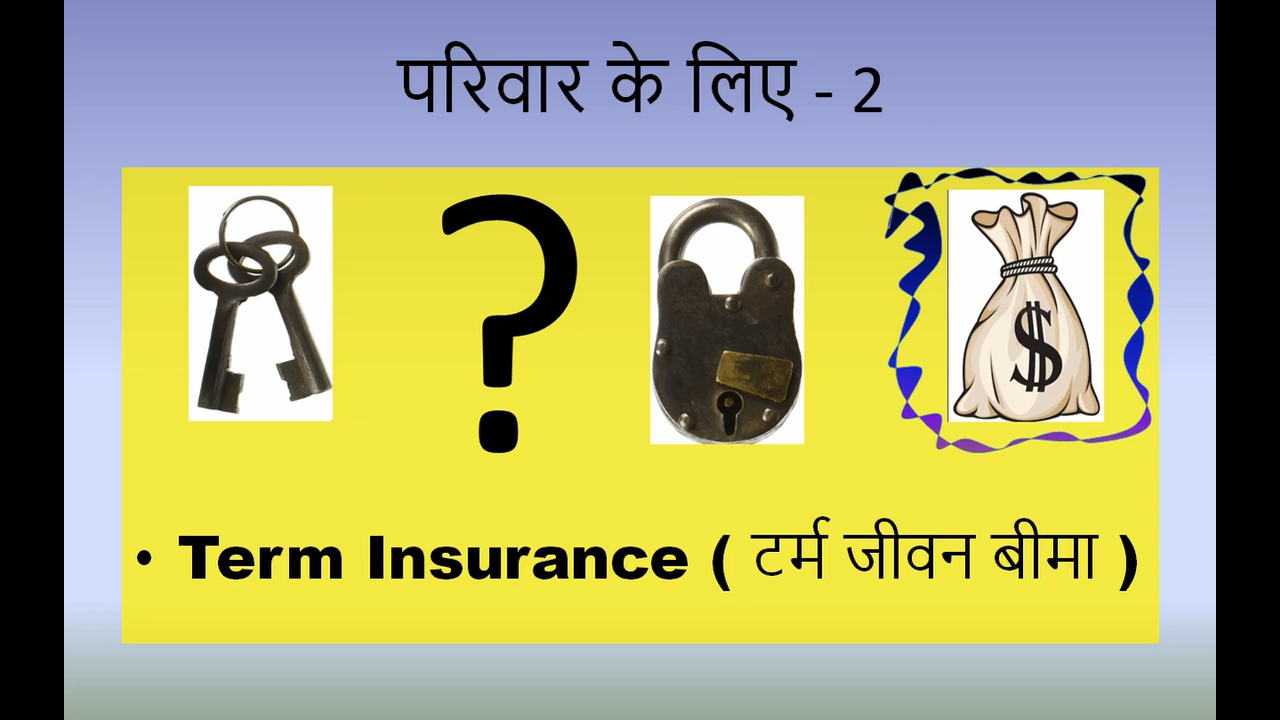 परिवार के लिए - 2
?
$
• Term Insurance ( टर्म जीवन बीमा )